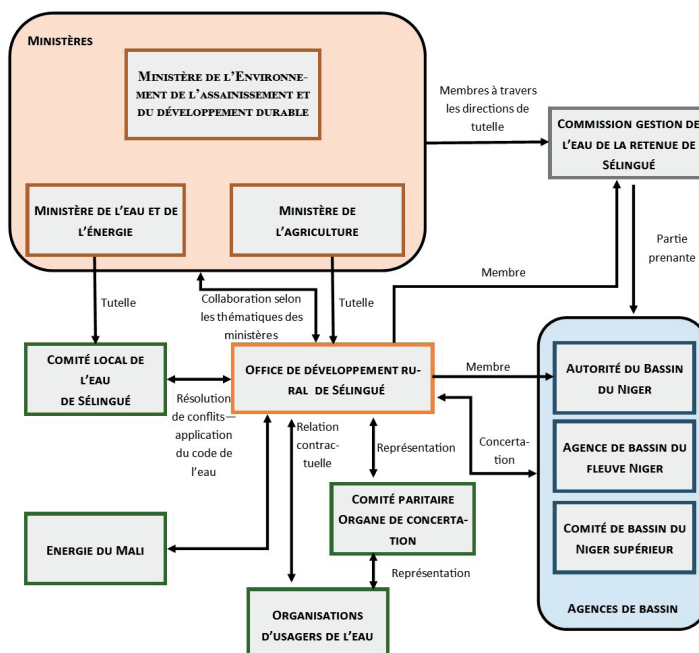 MINISTÈRES
MINISTÈRE DE L'ENVIRONNE-
MENT DE L'ASSAINISSEMENT ET
DU DÉVELOPPEMENT DURABLE
Membres à travers
les directions de
tutelle
COMMISSION GESTION DE
L'EAU DE LA RETENUE DE
SÉLINGUÉ
MINISTÈRE DE L'EAU ET DE
L'ÉNERGIE
MINISTÈRE DE
L'AGRICULTURE
Partie
prenante
Membre
Tutelle
Collaboration selon
les thématiques des
ministères
Tutelle
COMITÉ LOCAL DE
L'EAU
DE SÉLINGUÉ
Résolution
de conflits—
application
du code de
l'eau
OFFICE DE DÉVELOPPEMENT RU-
RAL DE SÉLINGUÉ
Membre
AUTORITÉ DU BASSIN
DU NIGER
Relation
contrac-
tuelle
Représentation
Concerta-
tion
AGENCE DE BASSIN DU
FLEUVE NIGER
COMITÉ PARITAIRE
ORGANE DE CONCERTA-
TION
ENERGIE DU MALI
COMITÉ DE BASSIN DU
NIGER SUPÉRIEUR
Représentation
ORGANISATIONS
D'USAGERS DE L'EAU
AGENCES DE BASSIN